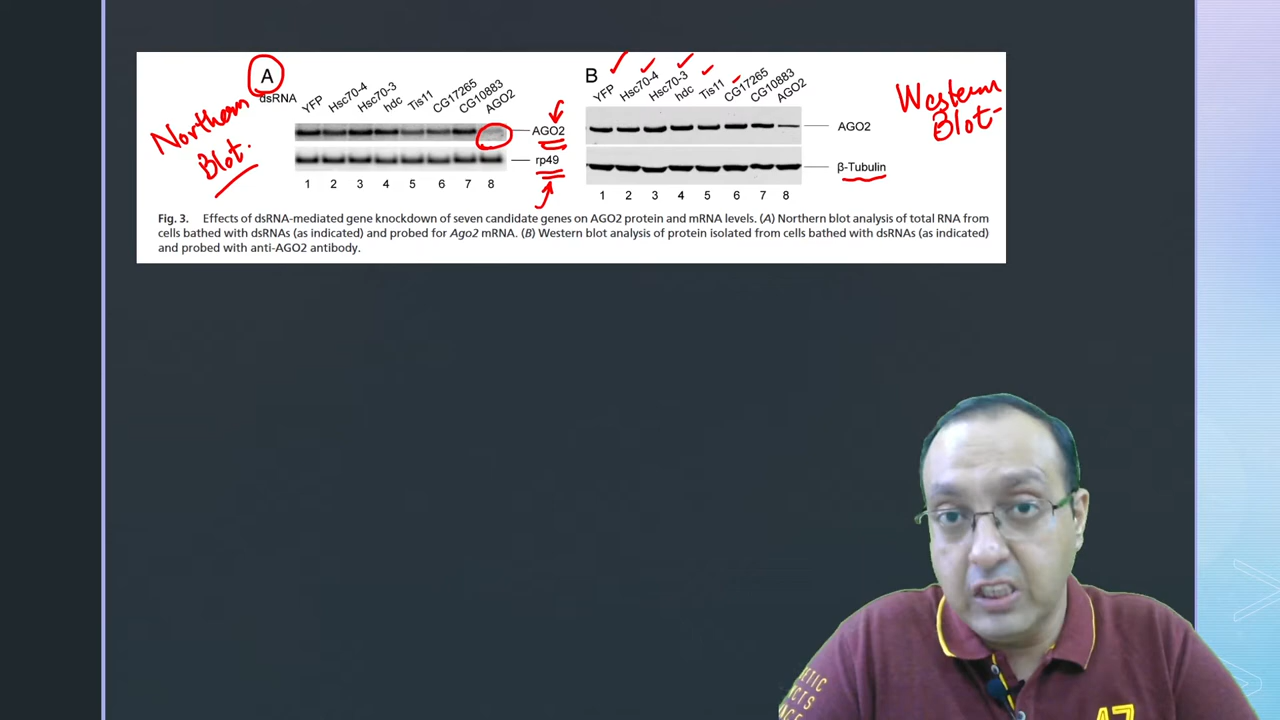 A
dsRNA
YFP
Hsc70-4
Hsc70-3
hdc
Tis11
CG17265
CG10883
AGO2
AGO2
rp49
1 2 3 4 5 6 7 8
Northern
Blot.
B
YFP
Hsc70-4
Hsc70-3
hdc
Tis11
CG17265
CG10883
AGO2
AGO2
β-Tubulin
1 2 3 4 5 6 7 8
Western
Blot-
Fig. 3. Effects of dsRNA-mediated gene knockdown of seven candidate genes on AGO2 protein and mRNA levels. (A) Northern blot analysis of total RNA from
cells bathed with dsRNAs (as indicated) and probed for Ago2 mRNA. (B) Western blot analysis of protein isolated from cells bathed with dsRNAs (as indicated)
and probed with anti-AGO2 antibody.
47